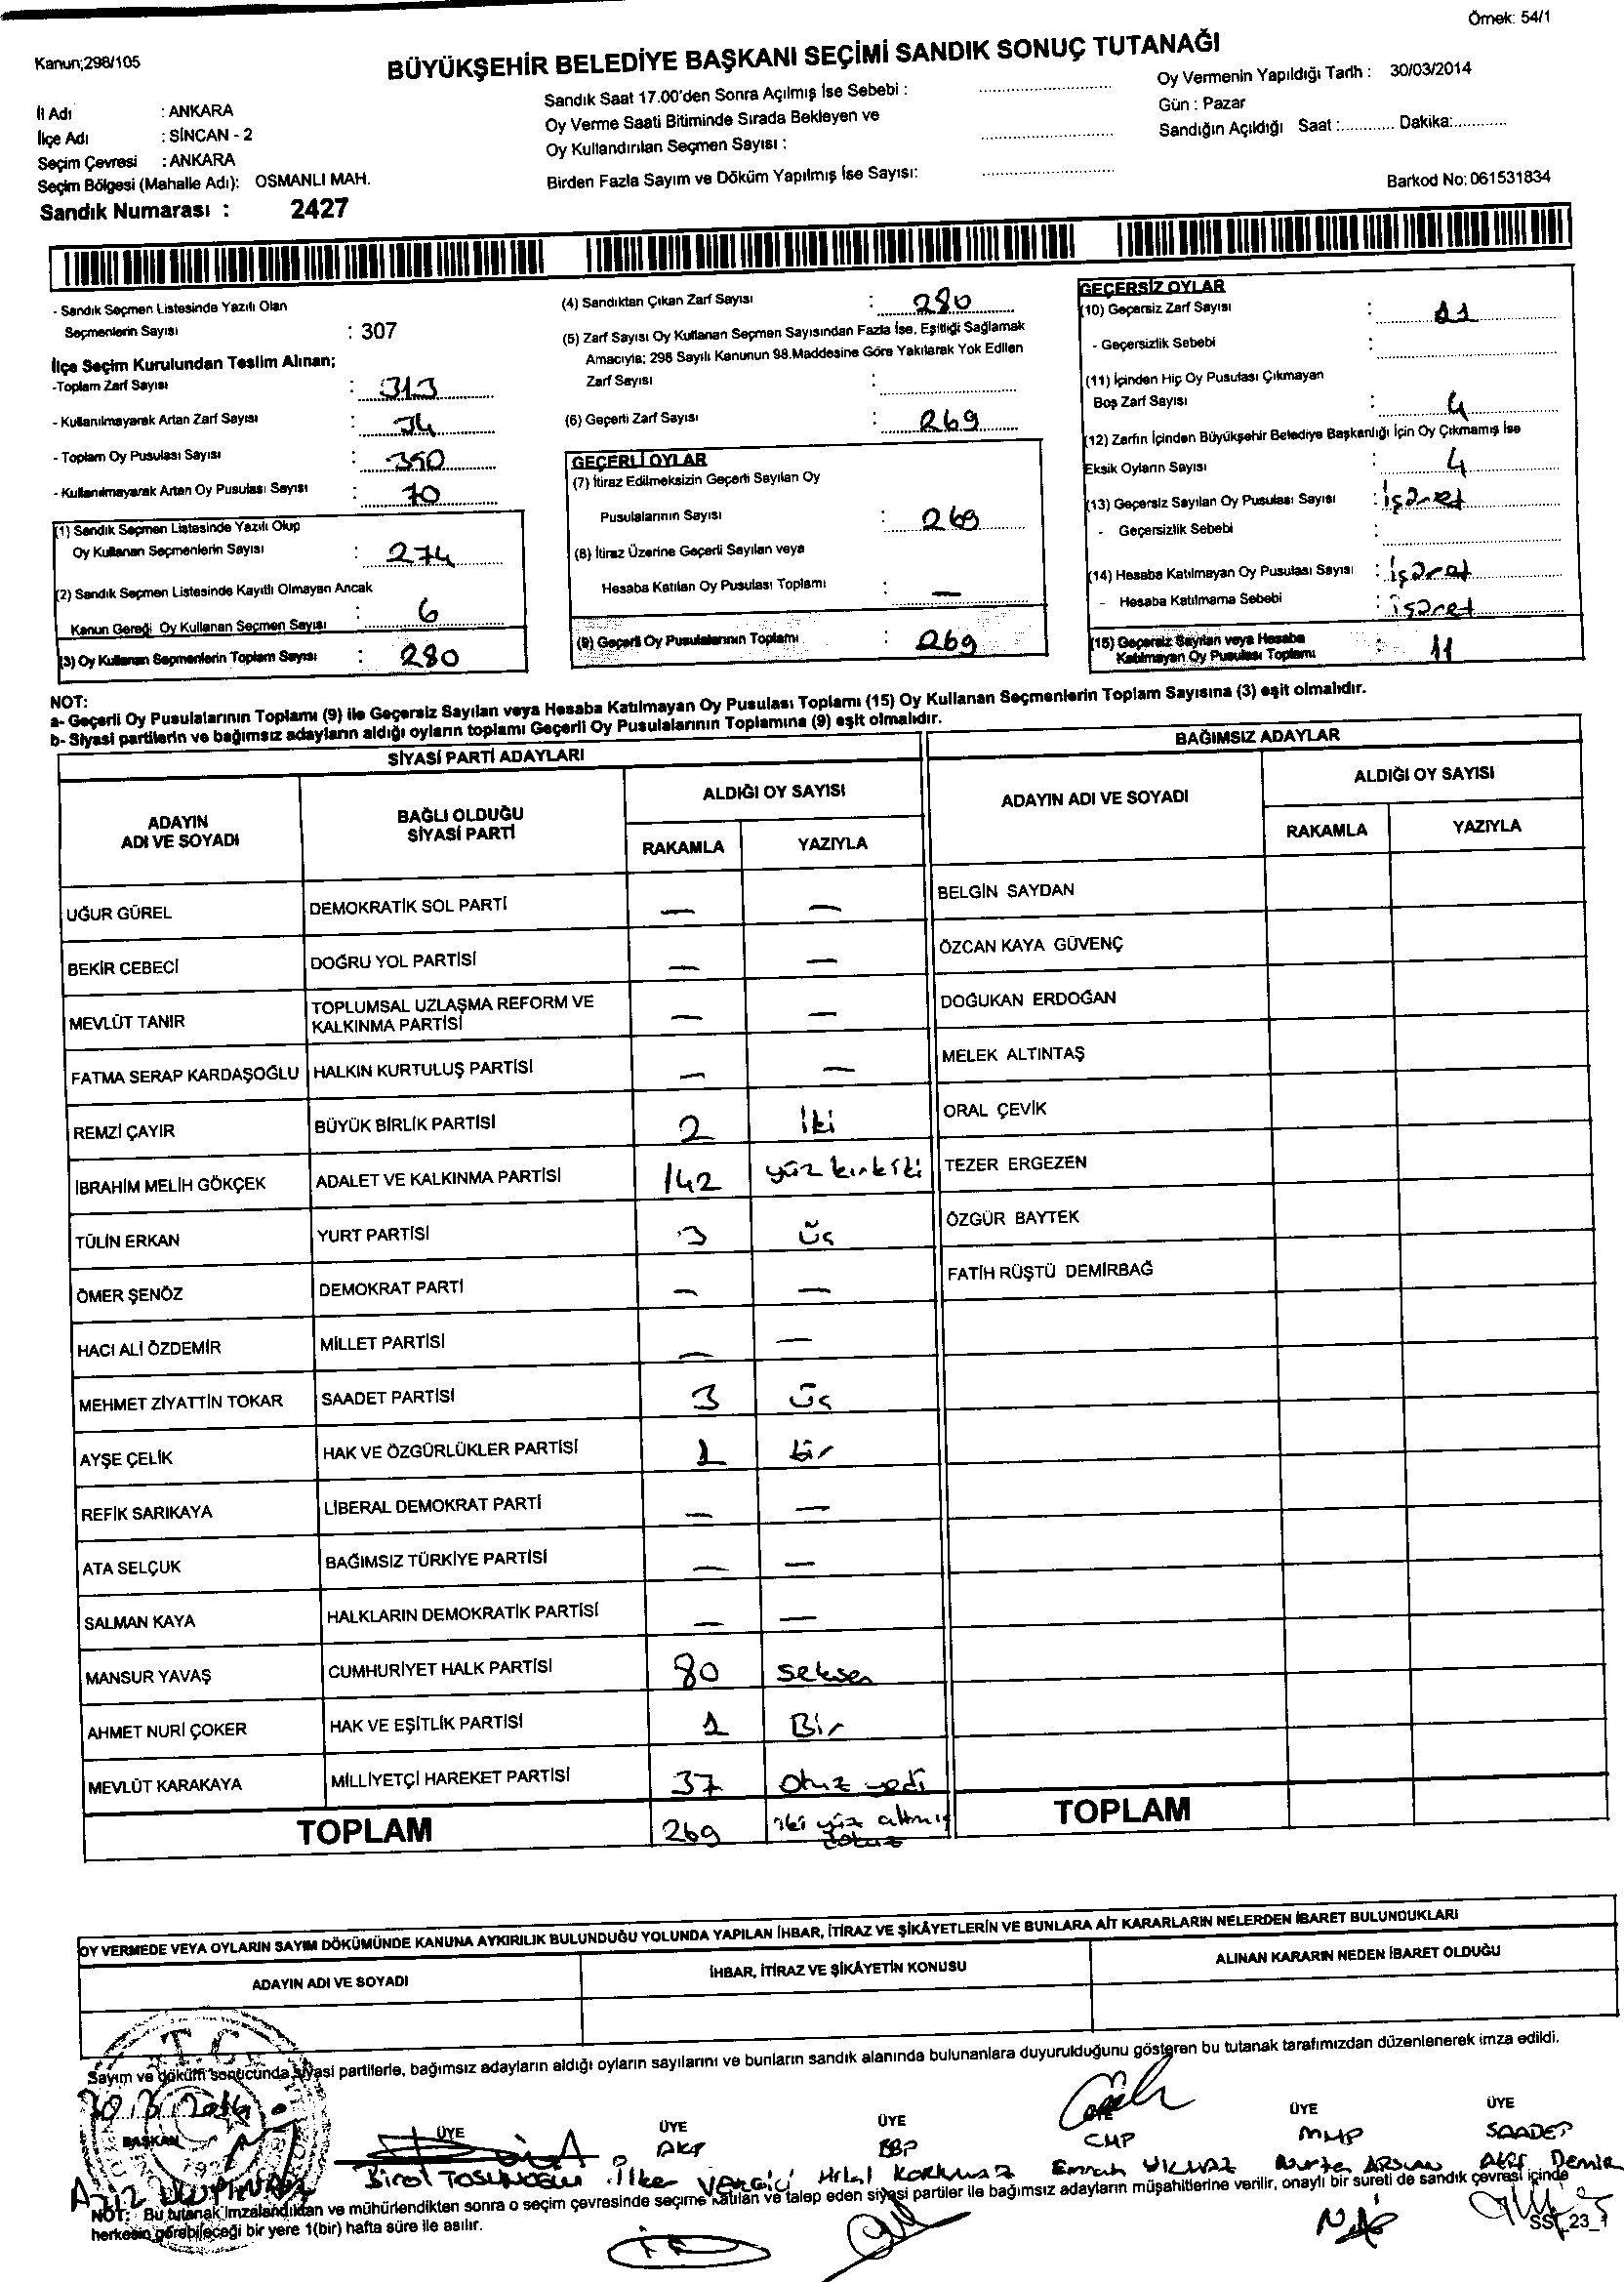 Örnek: 54/1
Kanun;298/105
BÜYÜKŞEHİR BELEDİYE BAŞKANI SEÇİMİ SANDIK SONUÇ TUTANAĞI
İl Adı : ANKARA
İlçe Adı : SİNCAN - 2
Seçim Çevresi : ANKARA
Seçim Bölgesi (Mahalle Adı): OSMANLI MAH.
Sandık Numarası : 2427
Sandık Saat 17.00'den Sonra Açılmış İse Sebebi :
Oy Verme Saati Bitiminde Sırada Bekleyen ve
Oy Kullandırılan Seçmen Sayısı :
Birden Fazla Sayım ve Döküm Yapılmış İse Sayısı:
Oy Vermenin Yapıldığı Tarih : 30/03/2014
Gün : Pazar
Sandığın Açıldığı Saat :............ Dakika:............
Barkod No: 061531834
- Sandık Seçmen Listesinde Yazılı Olan
Seçmenlerin Sayısı : 307
İlçe Seçim Kurulundan Teslim Alınan;
-Toplam Zarf Sayısı : 313
- Kullanılmayarak Artan Zarf Sayısı : 34
- Toplam Oy Pusulası Sayısı : 350
- Kullanılmayarak Artan Oy Pusulası Sayısı : 70
(1) Sandık Seçmen Listesinde Yazılı Olup
Oy Kullanan Seçmenlerin Sayısı : 274
(2) Sandık Seçmen Listesinde Kayıtlı Olmayan Ancak
Kanun Gereği Oy Kullanan Seçmen Sayısı : 6
(3) Oy Kullanan Seçmenlerin Toplam Sayısı : 280
(4) Sandıktan Çıkan Zarf Sayısı : 280
(5) Zarf Sayısı Oy Kullanan Seçmen Sayısından Fazla İse, Eşitliği Sağlamak
Amacıyla; 298 Sayılı Kanunun 98.Maddesine Göre Yakılarak Yok Edilen
Zarf Sayısı :
(6) Geçerli Zarf Sayısı : 269
GEÇERLİ OYLAR
(7) İtiraz Edilmeksizin Geçerli Sayılan Oy
Pusulalarının Sayısı : 269
(8) İtiraz Üzerine Geçerli Sayılan veya
Hesaba Katılan Oy Pusulası Toplamı : —
(9) Geçerli Oy Pusulalarının Toplamı : 269
GEÇERSİZ OYLAR
(10) Geçersiz Zarf Sayısı : 11
- Geçersizlik Sebebi :
(11) İçinden Hiç Oy Pusulası Çıkmayan
Boş Zarf Sayısı : 4
(12) Zarfın İçinden Büyükşehir Belediye Başkanlığı İçin Oy Çıkmamış İse
Eksik Oyların Sayısı : 4
(13) Geçersiz Sayılan Oy Pusulası Sayısı : işaret
- Geçersizlik Sebebi :
(14) Hesaba Katılmayan Oy Pusulası Sayısı : işaret
- Hesaba Katılmama Sebebi : işaret
(15) Geçersiz Sayılan veya Hesaba
Katılmayan Oy Pusulası Toplamı : 11
NOT:
a- Geçerli Oy Pusulalarının Toplamı (9) ile Geçersiz Sayılan veya Hesaba Katılmayan Oy Pusulası Toplamı (15) Oy Kullanan Seçmenlerin Toplam Sayısına (3) eşit olmalıdır.
b- Siyasi partilerin ve bağımsız adayların aldığı oyların toplamı Geçerli Oy Pusulalarının Toplamına (9) eşit olmalıdır.
SİYASİ PARTİ ADAYLARI
ADAYIN ADI VE SOYADI BAĞLI OLDUĞU SİYASİ PARTİ ALDIĞI OY SAYISI
RAKAMLA YAZIYLA
UĞUR GÜREL DEMOKRATİK SOL PARTİ — —
BEKİR CEBECİ DOĞRU YOL PARTİSİ — —
MEVLÜT TANIR TOPLUMSAL UZLAŞMA REFORM VE KALKINMA PARTİSİ — —
FATMA SERAP KARDAŞOĞLU HALKIN KURTULUŞ PARTİSİ — —
REMZİ ÇAYIR BÜYÜK BİRLİK PARTİSİ 2 iki
İBRAHİM MELİH GÖKÇEK ADALET VE KALKINMA PARTİSİ 142 yüz kırk iki
TÜLİN ERKAN YURT PARTİSİ 3 üç
ÖMER ŞENÖZ DEMOKRAT PARTİ — —
HACI ALİ ÖZDEMİR MİLLET PARTİSİ — —
MEHMET ZİYATTİN TOKAR SAADET PARTİSİ 3 üç
AYŞE ÇELİK HAK VE ÖZGÜRLÜKLER PARTİSİ 1 bir
REFİK SARIKAYA LİBERAL DEMOKRAT PARTİ — —
ATA SELÇUK BAĞIMSIZ TÜRKİYE PARTİSİ — —
SALMAN KAYA HALKLARIN DEMOKRATİK PARTİSİ — —
MANSUR YAVAŞ CUMHURİYET HALK PARTİSİ 80 seksen
AHMET NURİ ÇOKER HAK VE EŞİTLİK PARTİSİ 1 Bir
MEVLÜT KARAKAYA MİLLİYETÇİ HAREKET PARTİSİ 37 Otuz yedi
TOPLAM 269 iki yüz altmış dokuz
BAĞIMSIZ ADAYLAR
ADAYIN ADI VE SOYADI ALDIĞI OY SAYISI
RAKAMLA YAZIYLA
BELGİN SAYDAN
ÖZCAN KAYA GÜVENÇ
DOĞUKAN ERDOĞAN
MELEK ALTINTAŞ
ORAL ÇEVİK
TEZER ERGEZEN
ÖZGÜR BAYTEK
FATİH RÜŞTÜ DEMİRBAĞ
TOPLAM
OY VERMEDE VEYA OYLARIN SAYIM DÖKÜMÜNDE KANUNA AYKIRILIK BULUNDUĞU YOLUNDA YAPILAN İHBAR, İTİRAZ VE ŞİKÂYETLERİN VE BUNLARA AİT KARARLARIN NELERDEN İBARET BULUNDUKLARI
ADAYIN ADI VE SOYADI İHBAR, İTİRAZ VE ŞİKÂYETİN KONUSU ALINAN KARARIN NEDEN İBARET OLDUĞU
T.C.
Sayım ve döküm sonucunda siyasi partilerle, bağımsız adayların aldığı oyların sayılarını ve bunların sandık alanında bulunanlara duyurulduğunu gösteren bu tutanak tarafımızdan düzenlenerek imza edildi.
30.3.2014
BAŞKAN ÜYE ÜYE ÜYE ÜYE ÜYE ÜYE
AKP BBP CHP MHP SAADET
Birol İlker Hilal Korkmaz Emrah YILMAZ ARSLAN Akif Demir
NOT: Bu tutanak imzalandıktan ve mühürlendikten sonra o seçim çevresinde seçime katılan ve talep eden siyasi partiler ile bağımsız adayların müşahitlerine verilir, onaylı bir sureti de sandık çevresi içinde
herkesin görebileceği bir yere 1(bir) hafta süre ile asılır.
SSt_23_1